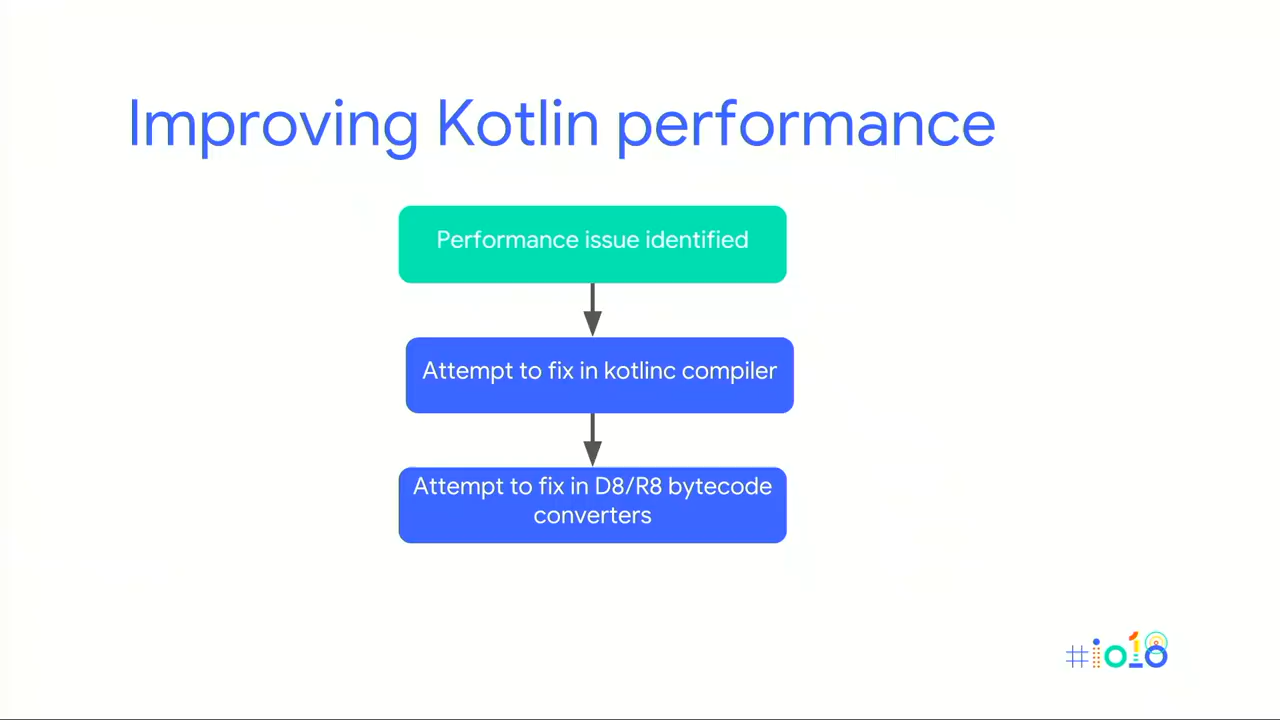 Improving Kotlin performance
Performance issue identified
Attempt to fix in kotlinc compiler
Attempt to fix in D8/R8 bytecode
converters
#io18